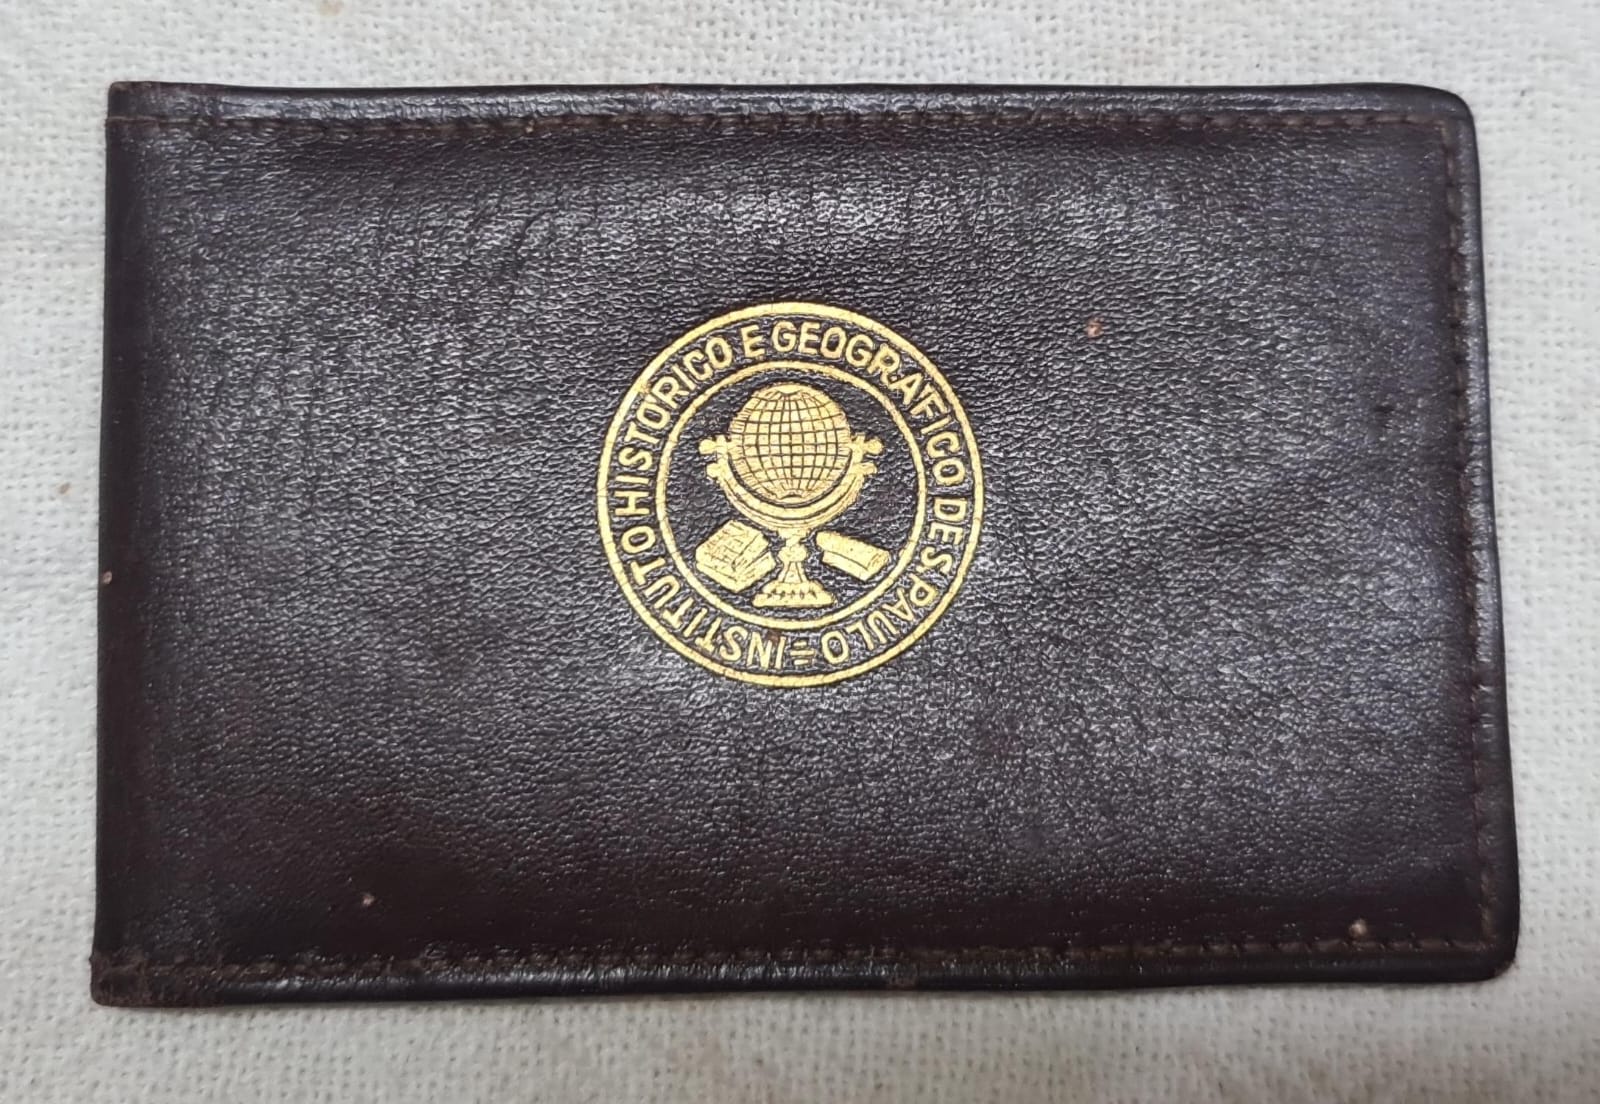 INSTITUTO HISTORICO E GEOGRAFICO DE S. PAULO